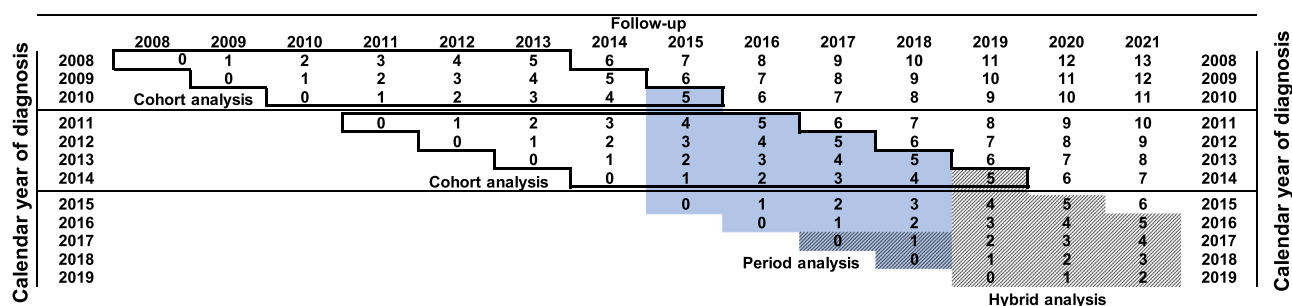 Follow-up
2008 2009 2010 2011 2012 2013 2014 2015 2016 2017 2018 2019 2020 2021
Calendar year of diagnosis
2008 0 1 2 3 4 5 6 7 8 9 10 11 12 13 2008
2009 0 1 2 3 4 5 6 7 8 9 10 11 12 2009
2010 Cohort analysis 0 1 2 3 4 5 6 7 8 9 10 11 2010
2011 0 1 2 3 4 5 6 7 8 9 10 2011
2012 0 1 2 3 4 5 6 7 8 9 2012
2013 0 1 2 3 4 5 6 7 8 2013
2014 Cohort analysis 0 1 2 3 4 5 6 7 2014
2015 0 1 2 3 4 5 6 2015
2016 0 1 2 3 4 5 2016
2017 0 1 2 3 4 2017
2018 Period analysis 0 1 2 3 2018
2019 0 1 2 2019
Hybrid analysis
Calendar year of diagnosis